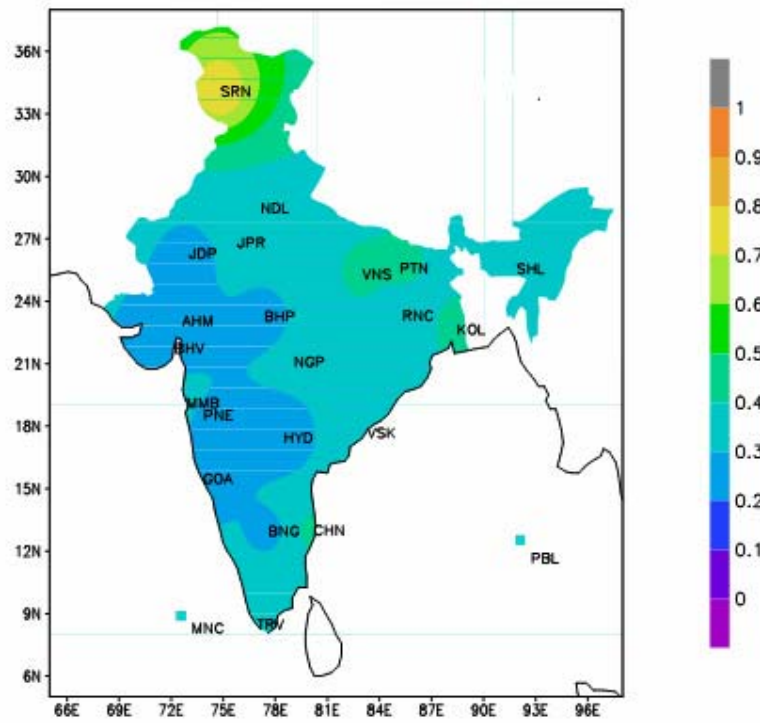 36N
33N
30N
27N
24N
21N
18N
15N
12N
9N
6N
SRN
NDL
JDP
JPR
VNS
PTN
SHL
AHM
BHP
RNC
KOL
BHV
NGP
MMB
PNE
HYD
VSK
GOA
BNG
CHN
PBL
MNC
TRV
66E 69E 72E 75E 78E 81E 84E 87E 90E 93E 96E
1
0.9
0.8
0.7
0.6
0.5
0.4
0.3
0.2
0.1
0